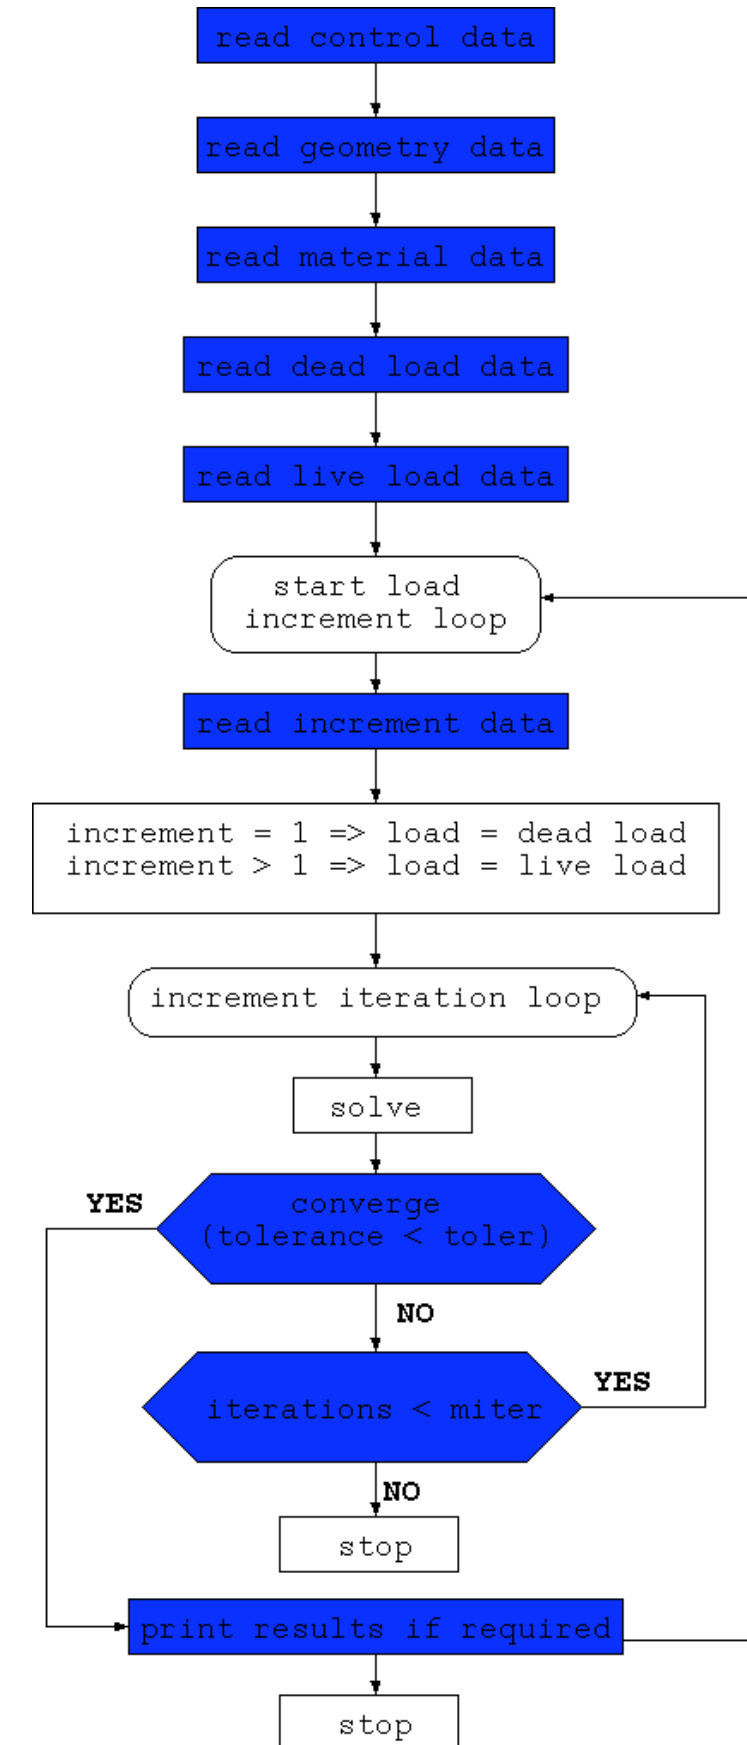 read control data
read geometry data
read material data
read dead load data
read live load data
start load
increment loop
read increment data
increment = 1 => load = dead load
increment > 1 => load = live load
increment iteration loop
solve
YES
converge
(tolerance < toler)
NO
YES
iterations < miter
NO
stop
print results if required
stop